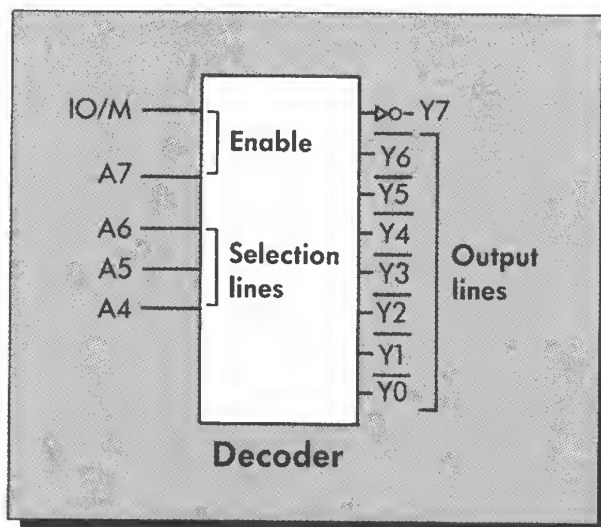 IO/M
A7
A6
A5
A4
Enable
Selection
lines
Y7
Y6
Y5
Y4
Y3
Y2
Y1
Y0
Output
lines
Decoder